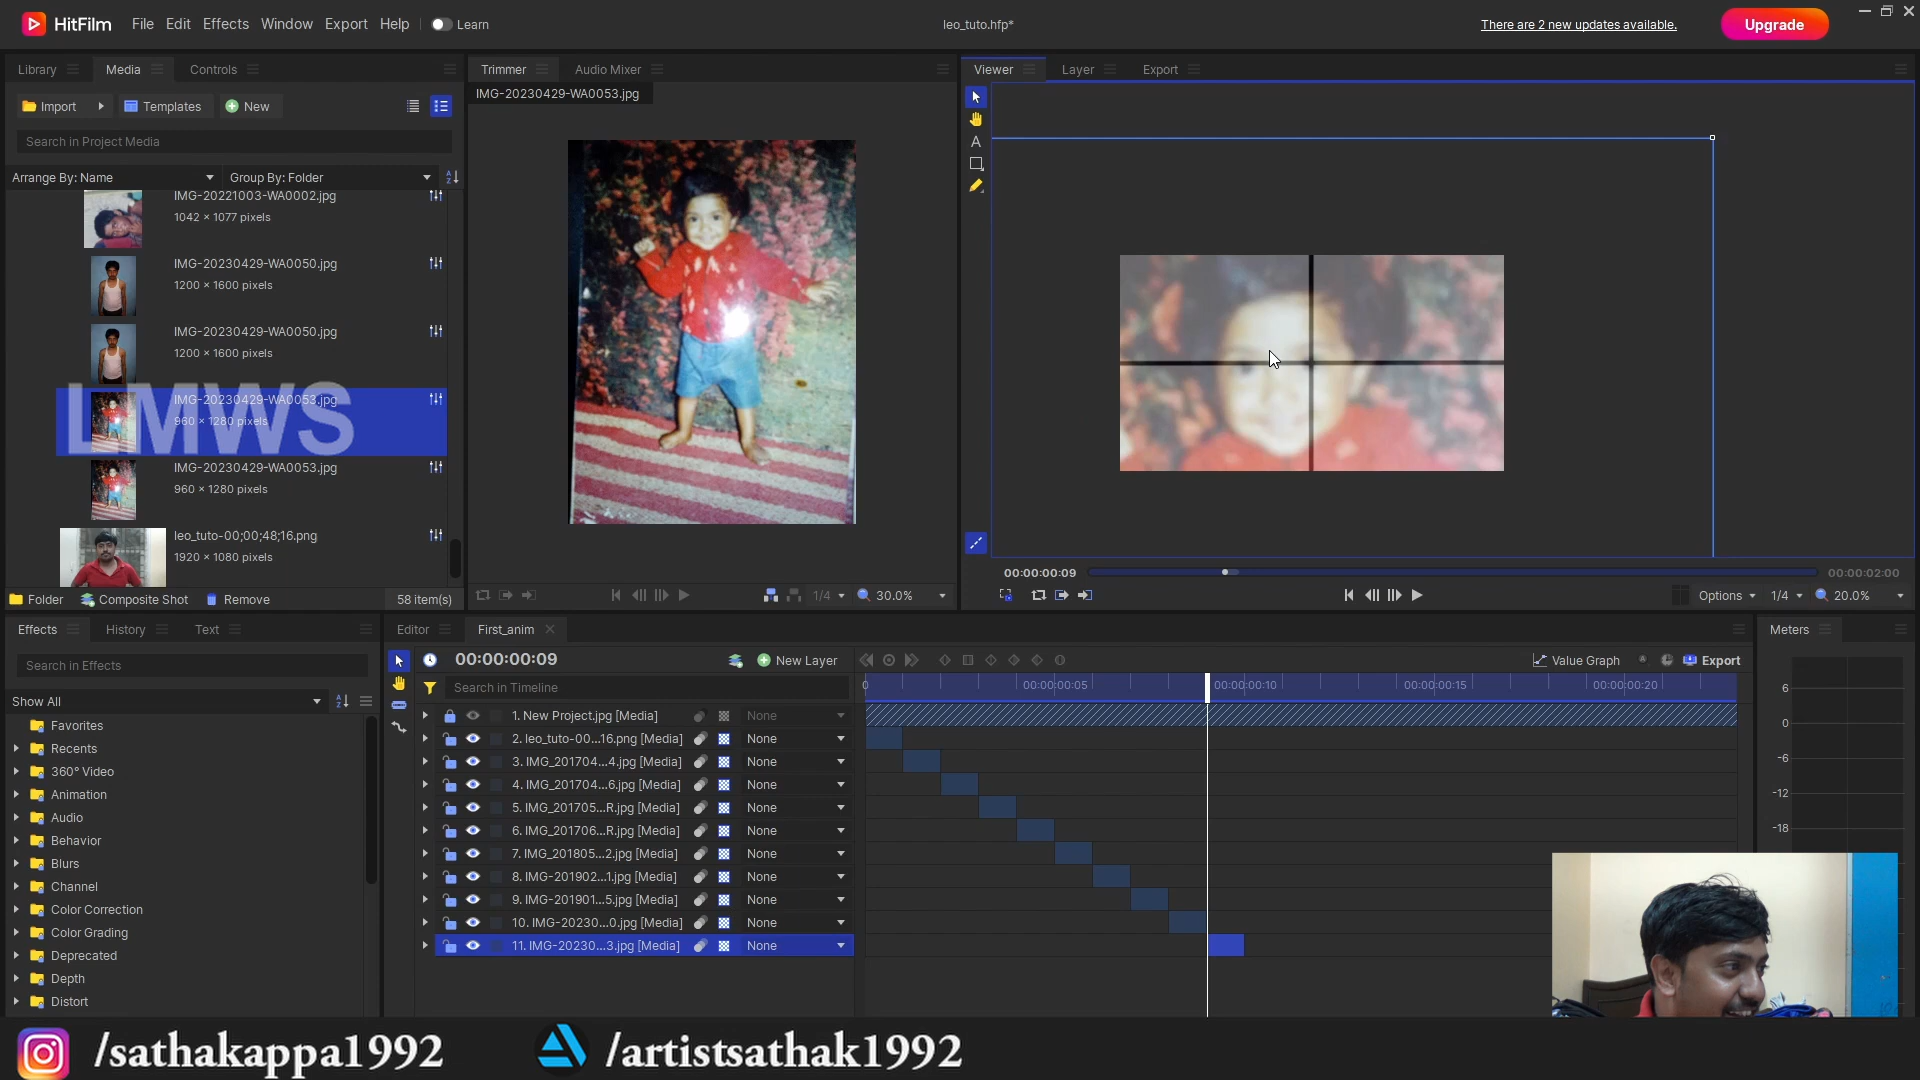 HitFilm File Edit Effects Window Export Help Learn leo_tuto.hfp* There are 2 new updates available. Upgrade
Library Media Controls Trimmer Audio Mixer Viewer Layer Export
IMG-20230429-WA0053.jpg
Import Templates New
Search in Project Media
Arrange By: Name Group By: Folder
IMG-20221003-WA0002.jpg
1042 × 1077 pixels
IMG-20230429-WA0050.jpg
1200 × 1600 pixels
IMG-20230429-WA0050.jpg
1200 × 1600 pixels
LMWS
IMG-20230429-WA0053.jpg
960 × 1280 pixels
IMG-20230429-WA0053.jpg
960 × 1280 pixels
leo_tuto-00;00;48;16.png
1920 × 1080 pixels
00:00:00:09 00:00:02:00
Folder Composite Shot Remove 58 item(s) 1/4 30.0% Options 1/4 20.0%
Effects History Text Editor First_anim Meters
Search in Effects 00:00:00:09 New Layer Value Graph A Export
Search in Timeline 0 00:00:00:05 00:00:00:10 00:00:00:15 00:00:00:20
Show All
1. New Project.jpg [Media] None
2. leo_tuto-00...16.png [Media] None
3. IMG_201704...4.jpg [Media] None
4. IMG_201704...6.jpg [Media] None
5. IMG_201705...R.jpg [Media] None
6. IMG_201706...R.jpg [Media] None
7. IMG_201805...2.jpg [Media] None
8. IMG-201902...1.jpg [Media] None
9. IMG-201901...5.jpg [Media] None
10. IMG-20230...0.jpg [Media] None
11. IMG-20230...3.jpg [Media] None
Favorites
Recents
360° Video
Animation
Audio
Behavior
Blurs
Channel
Color Correction
Color Grading
Deprecated
Depth
Distort
6
0
-6
-12
-18
/sathakappa1992 /artistsathak1992